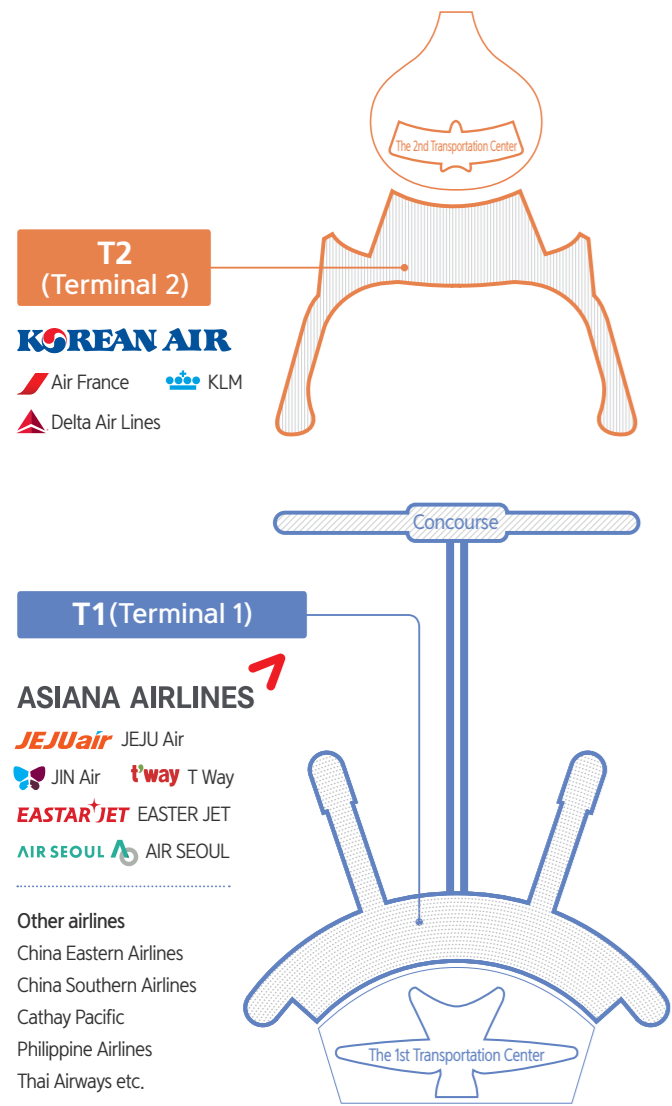 The 2nd Transportation Center
T2
(Terminal 2)
KOREAN AIR
Air France KLM
Delta Air Lines
Concourse
T1(Terminal 1)
ASIANA AIRLINES
JEJUair JEJU Air
JIN Air t'way T Way
EASTAR JET EASTER JET
AIR SEOUL AIR SEOUL
Other airlines
China Eastern Airlines
China Southern Airlines
Cathay Pacific
Philippine Airlines
Thai Airways etc.
The 1st Transportation Center